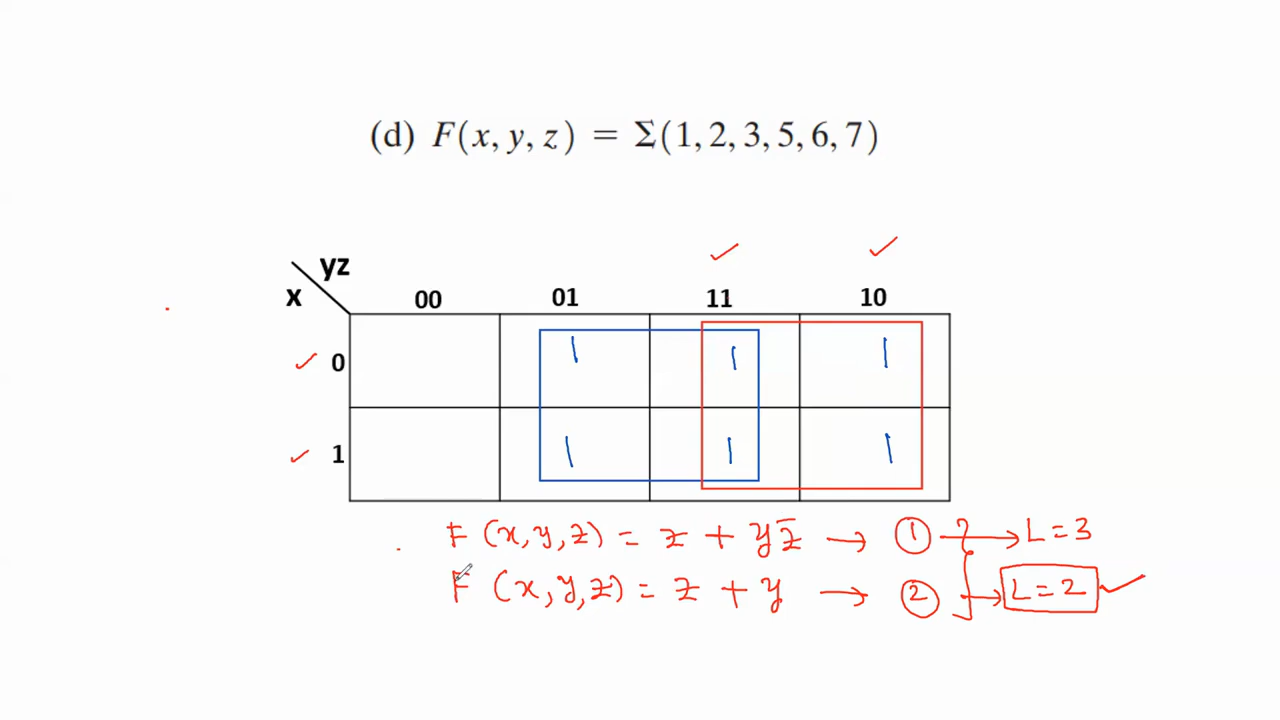 (d) F(x, y, z) = Σ(1, 2, 3, 5, 6, 7)
yz
x 00 01 11 10
✓ ✓
✓ 0 1 1 1
✓ 1 1 1 1
F (x, y, z) = z + yz̅ → ① → L = 3
F (x, y, z) = z + y → ② → L = 2 ✓